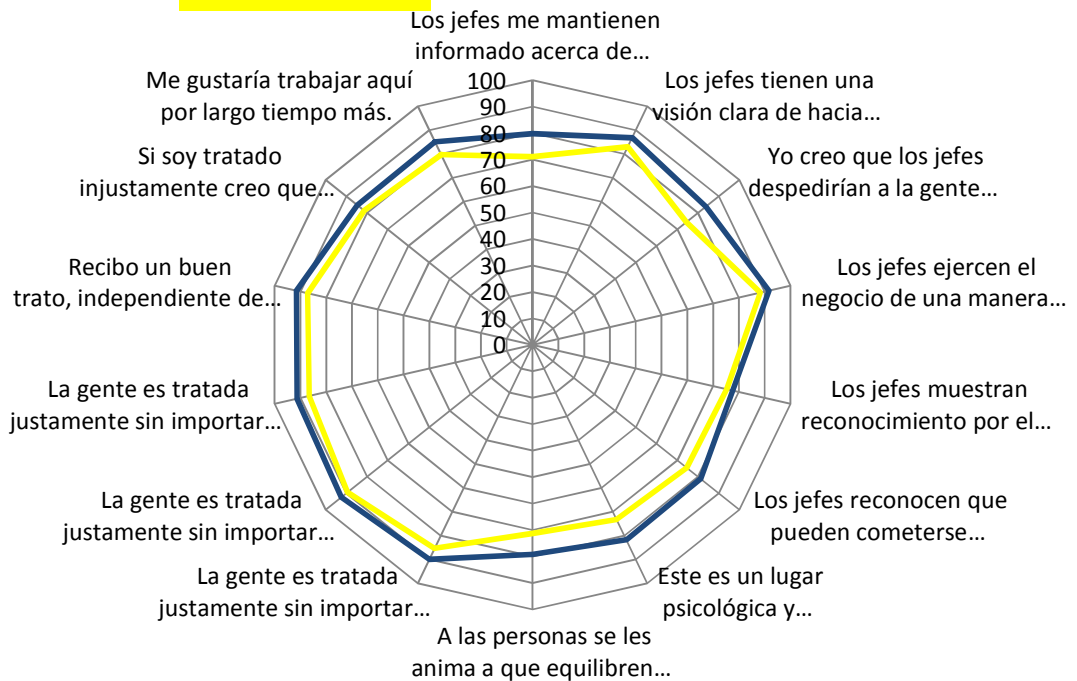 Los jefes me mantienen
informado acerca de...
Los jefes tienen una
visión clara de hacia...
Yo creo que los jefes
despedirían a la gente...
Los jefes ejercen el
negocio de una manera...
Los jefes muestran
reconocimiento por el...
Los jefes reconocen que
pueden cometerse...
Este es un lugar
psicológica y...
A las personas se les
anima a que equilibren...
La gente es tratada
justamente sin importar...
La gente es tratada
justamente sin importar...
La gente es tratada
justamente sin importar...
Recibo un buen
trato, independiente de...
Si soy tratado
injustamente creo que...
Me gustaría trabajar aquí
por largo tiempo más.
100
90
80
70
60
50
40
30
20
10
0